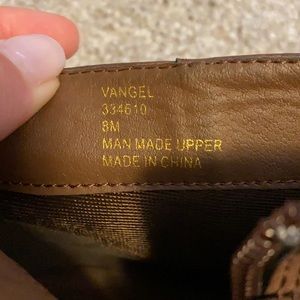 VANGEL
334610
8M
MAN MADE UPPER
MADE IN CHINA